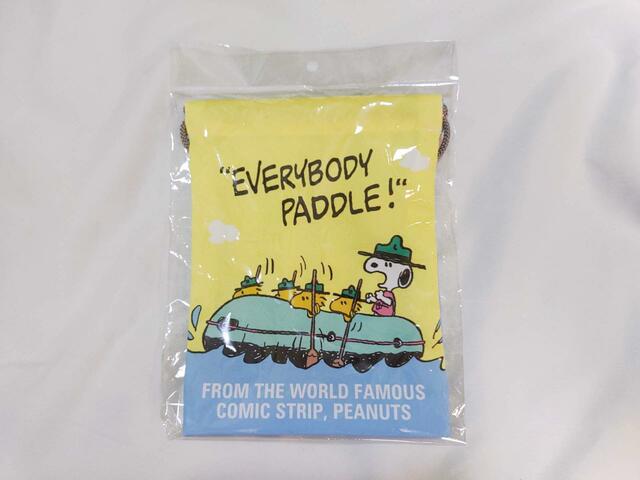 "EVERYBODY
PADDLE!"
FROM THE WORLD FAMOUS
COMIC STRIP, PEANUTS